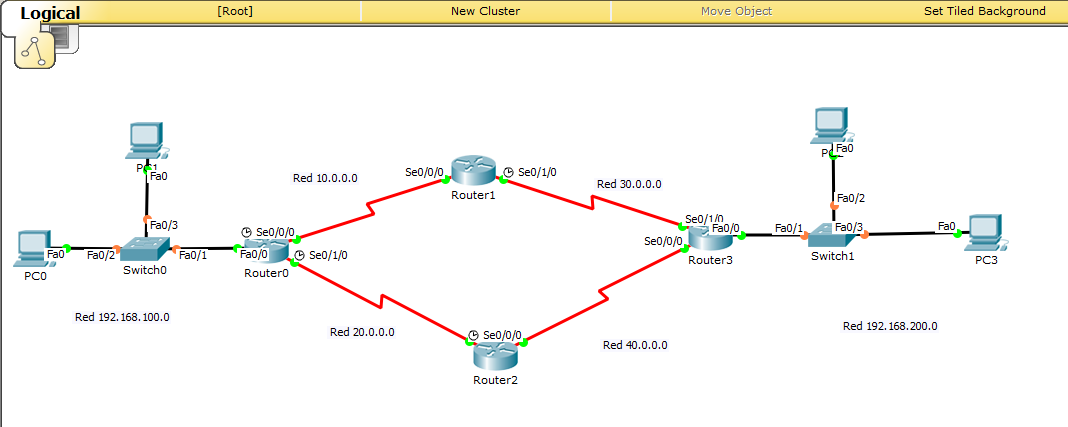 Logical
[Root]
New Cluster
Move Object
Set Tiled Background
PC1
Fa0
Fa0/3
Fa0
PC0
Fa0/2
Switch0
Fa0/1
Fa0/0
Se0/0/0
Router0
Se0/1/0
Red 192.168.100.0
Red 10.0.0.0
Se0/0/0
Se0/1/0
Router1
Red 30.0.0.0
Red 20.0.0.0
Se0/0/0
Router2
Red 40.0.0.0
Se0/1/0
Fa0/0
Se0/0/0
Router3
Fa0
Fa0/2
Fa0/1
Fa0/3
Switch1
Fa0
PC3
Red 192.168.200.0